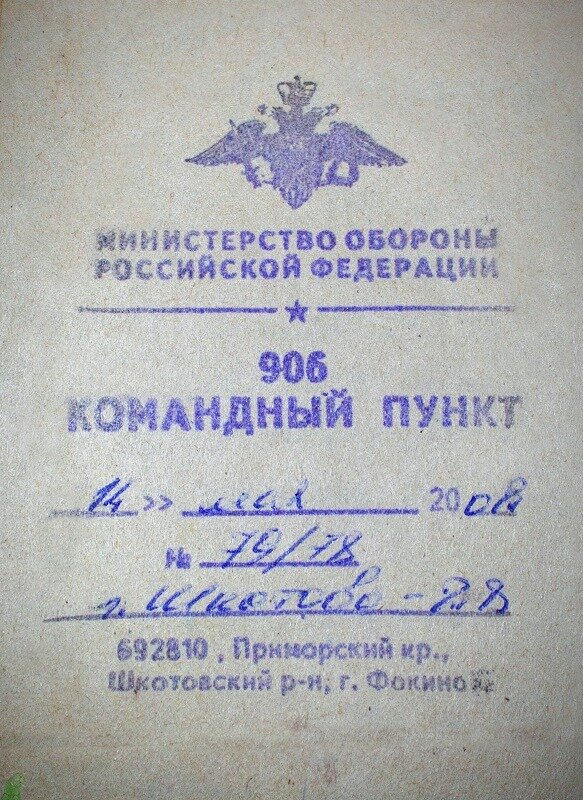 МИНИСТЕРСТВО ОБОРОНЫ
РОССИЙСКОЙ ФЕДЕРАЦИИ
906
КОМАНДНЫЙ ПУНКТ
14 » мая 2008
№ 79/78
г. Шкотово - 22
692810, Приморский кр.,
Шкотовский р-н, г. Фокино